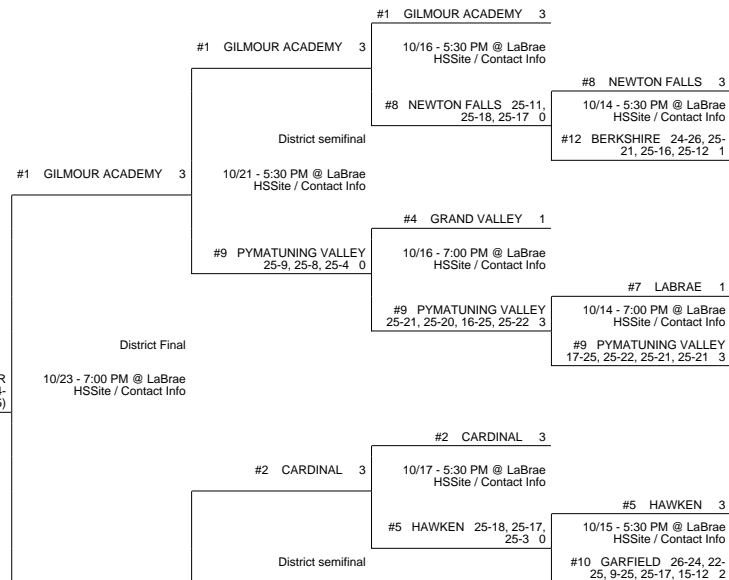 #1 GILMOUR ACADEMY 3
#1 GILMOUR ACADEMY 3
10/16 - 5:30 PM @ LaBrae
HSSite / Contact Info
#8 NEWTON FALLS 3
#8 NEWTON FALLS 25-11,
25-18, 25-17 0
10/14 - 5:30 PM @ LaBrae
HSSite / Contact Info
District semifinal
#12 BERKSHIRE 24-26, 25-
21, 25-16, 25-12 1
#1 GILMOUR ACADEMY 3
10/21 - 5:30 PM @ LaBrae
HSSite / Contact Info
#4 GRAND VALLEY 1
#9 PYMATUNING VALLEY
25-9, 25-8, 25-4 0
10/16 - 7:00 PM @ LaBrae
HSSite / Contact Info
#7 LABRAE 1
#9 PYMATUNING VALLEY
25-21, 25-20, 16-25, 25-22 3
10/14 - 7:00 PM @ LaBrae
HSSite / Contact Info
District Final
#9 PYMATUNING VALLEY
17-25, 25-22, 25-21, 25-21 3
R
10/23 - 7:00 PM @ LaBrae
HSSite / Contact Info
#2 CARDINAL 3
#2 CARDINAL 3
10/17 - 5:30 PM @ LaBrae
HSSite / Contact Info
#5 HAWKEN 3
#5 HAWKEN 25-18, 25-17,
25-3 0
10/15 - 5:30 PM @ LaBrae
HSSite / Contact Info
District semifinal
#10 GARFIELD 26-24, 22-
25, 9-25, 25-17, 15-12 2